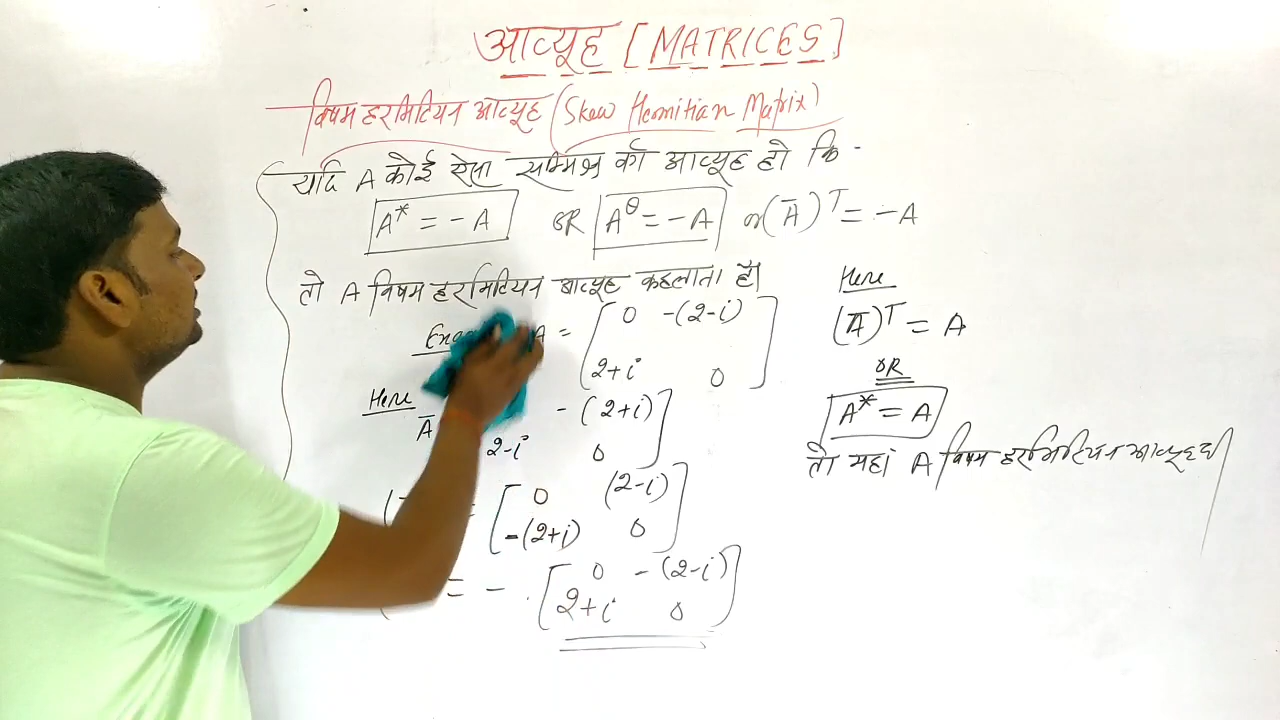 आव्यूह [MATRICES]
विषम हरमिटियन आव्यूह (Skew Hermitian Matrix)
यदि A कोई ऐसा सम्मिश्र को आव्यूह हो कि -
A* = -A OR A^θ = -A or (Ā)^T = -A
तो A विषम हरमिटियन आव्यूह कहलाता है।
A = [ 0 -(2-i)
2+i 0 ]
Here
Ā -(2+i)
2-i 0 ]
= [ 0 (2-i)
-(2+i) 0 ]
= - [ 0 -(2-i)
2+i 0 ]
Here
(Ā)^T = A
OR
A* = A
तो यहां A विषम हरमिटियन आव्यूह है।